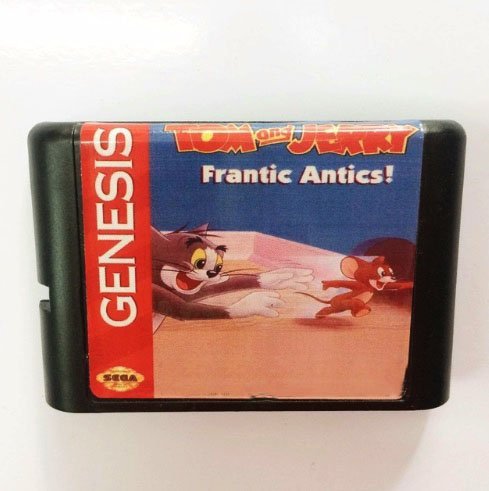 TOM and JERRY
Frantic Antics!
GENESIS
SEGA